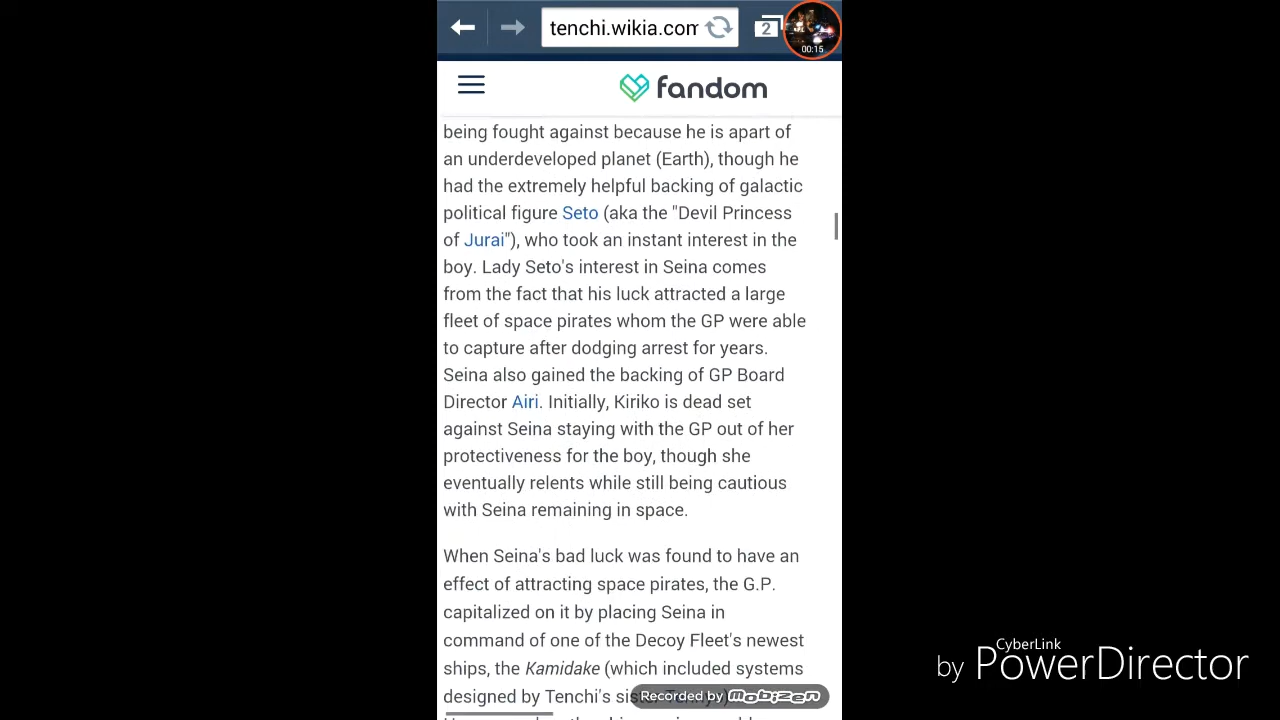 tenchi.wikia.com
2
00:15
fandom
being fought against because he is apart of
an underdeveloped planet (Earth), though he
had the extremely helpful backing of galactic
political figure Seto (aka the "Devil Princess
of Jurai"), who took an instant interest in the
boy. Lady Seto's interest in Seina comes
from the fact that his luck attracted a large
fleet of space pirates whom the GP were able
to capture after dodging arrest for years.
Seina also gained the backing of GP Board
Director Airi. Initially, Kiriko is dead set
against Seina staying with the GP out of her
protectiveness for the boy, though she
eventually relents while still being cautious
with Seina remaining in space.
When Seina's bad luck was found to have an
effect of attracting space pirates, the G.P.
capitalized on it by placing Seina in
command of one of the Decoy Fleet's newest
ships, the Kamidake (which included systems
designed by Tenchi's
Recorded by mobizen
CyberLink
by PowerDirector